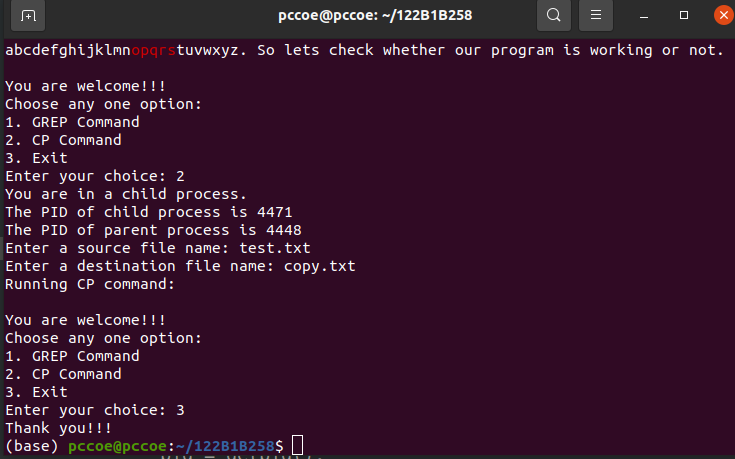 pccoe@pccoe: ~/122B1B258
abcdefghijklmnopqrstuvwxyz. So lets check whether our program is working or not.
You are welcome!!!
Choose any one option:
1. GREP Command
2. CP Command
3. Exit
Enter your choice: 2
You are in a child process.
The PID of child process is 4471
The PID of parent process is 4448
Enter a source file name: test.txt
Enter a destination file name: copy.txt
Running CP command:
You are welcome!!!
Choose any one option:
1. GREP Command
2. CP Command
3. Exit
Enter your choice: 3
Thank you!!!
(base) pccoe@pccoe:~/122B1B258$